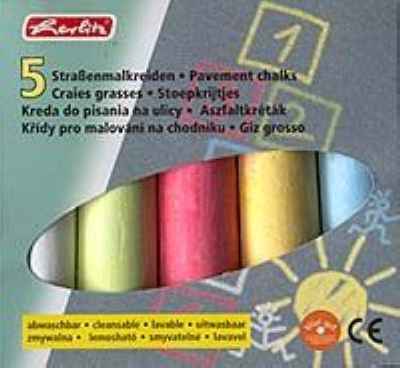 Herlitz
1
2
5 Straßenmalkreiden • Pavement chalks
Craies grasses • Stoepkrijtjes
Kreda do pisania na ulicy • Aszfaltkréták
Křídy pro malování na chodníku • Giz grosso
abwaschbar • cleansable • lavable • uitwasbaar
zmywalna • lemosható • smyvatelné • lavavel
CE